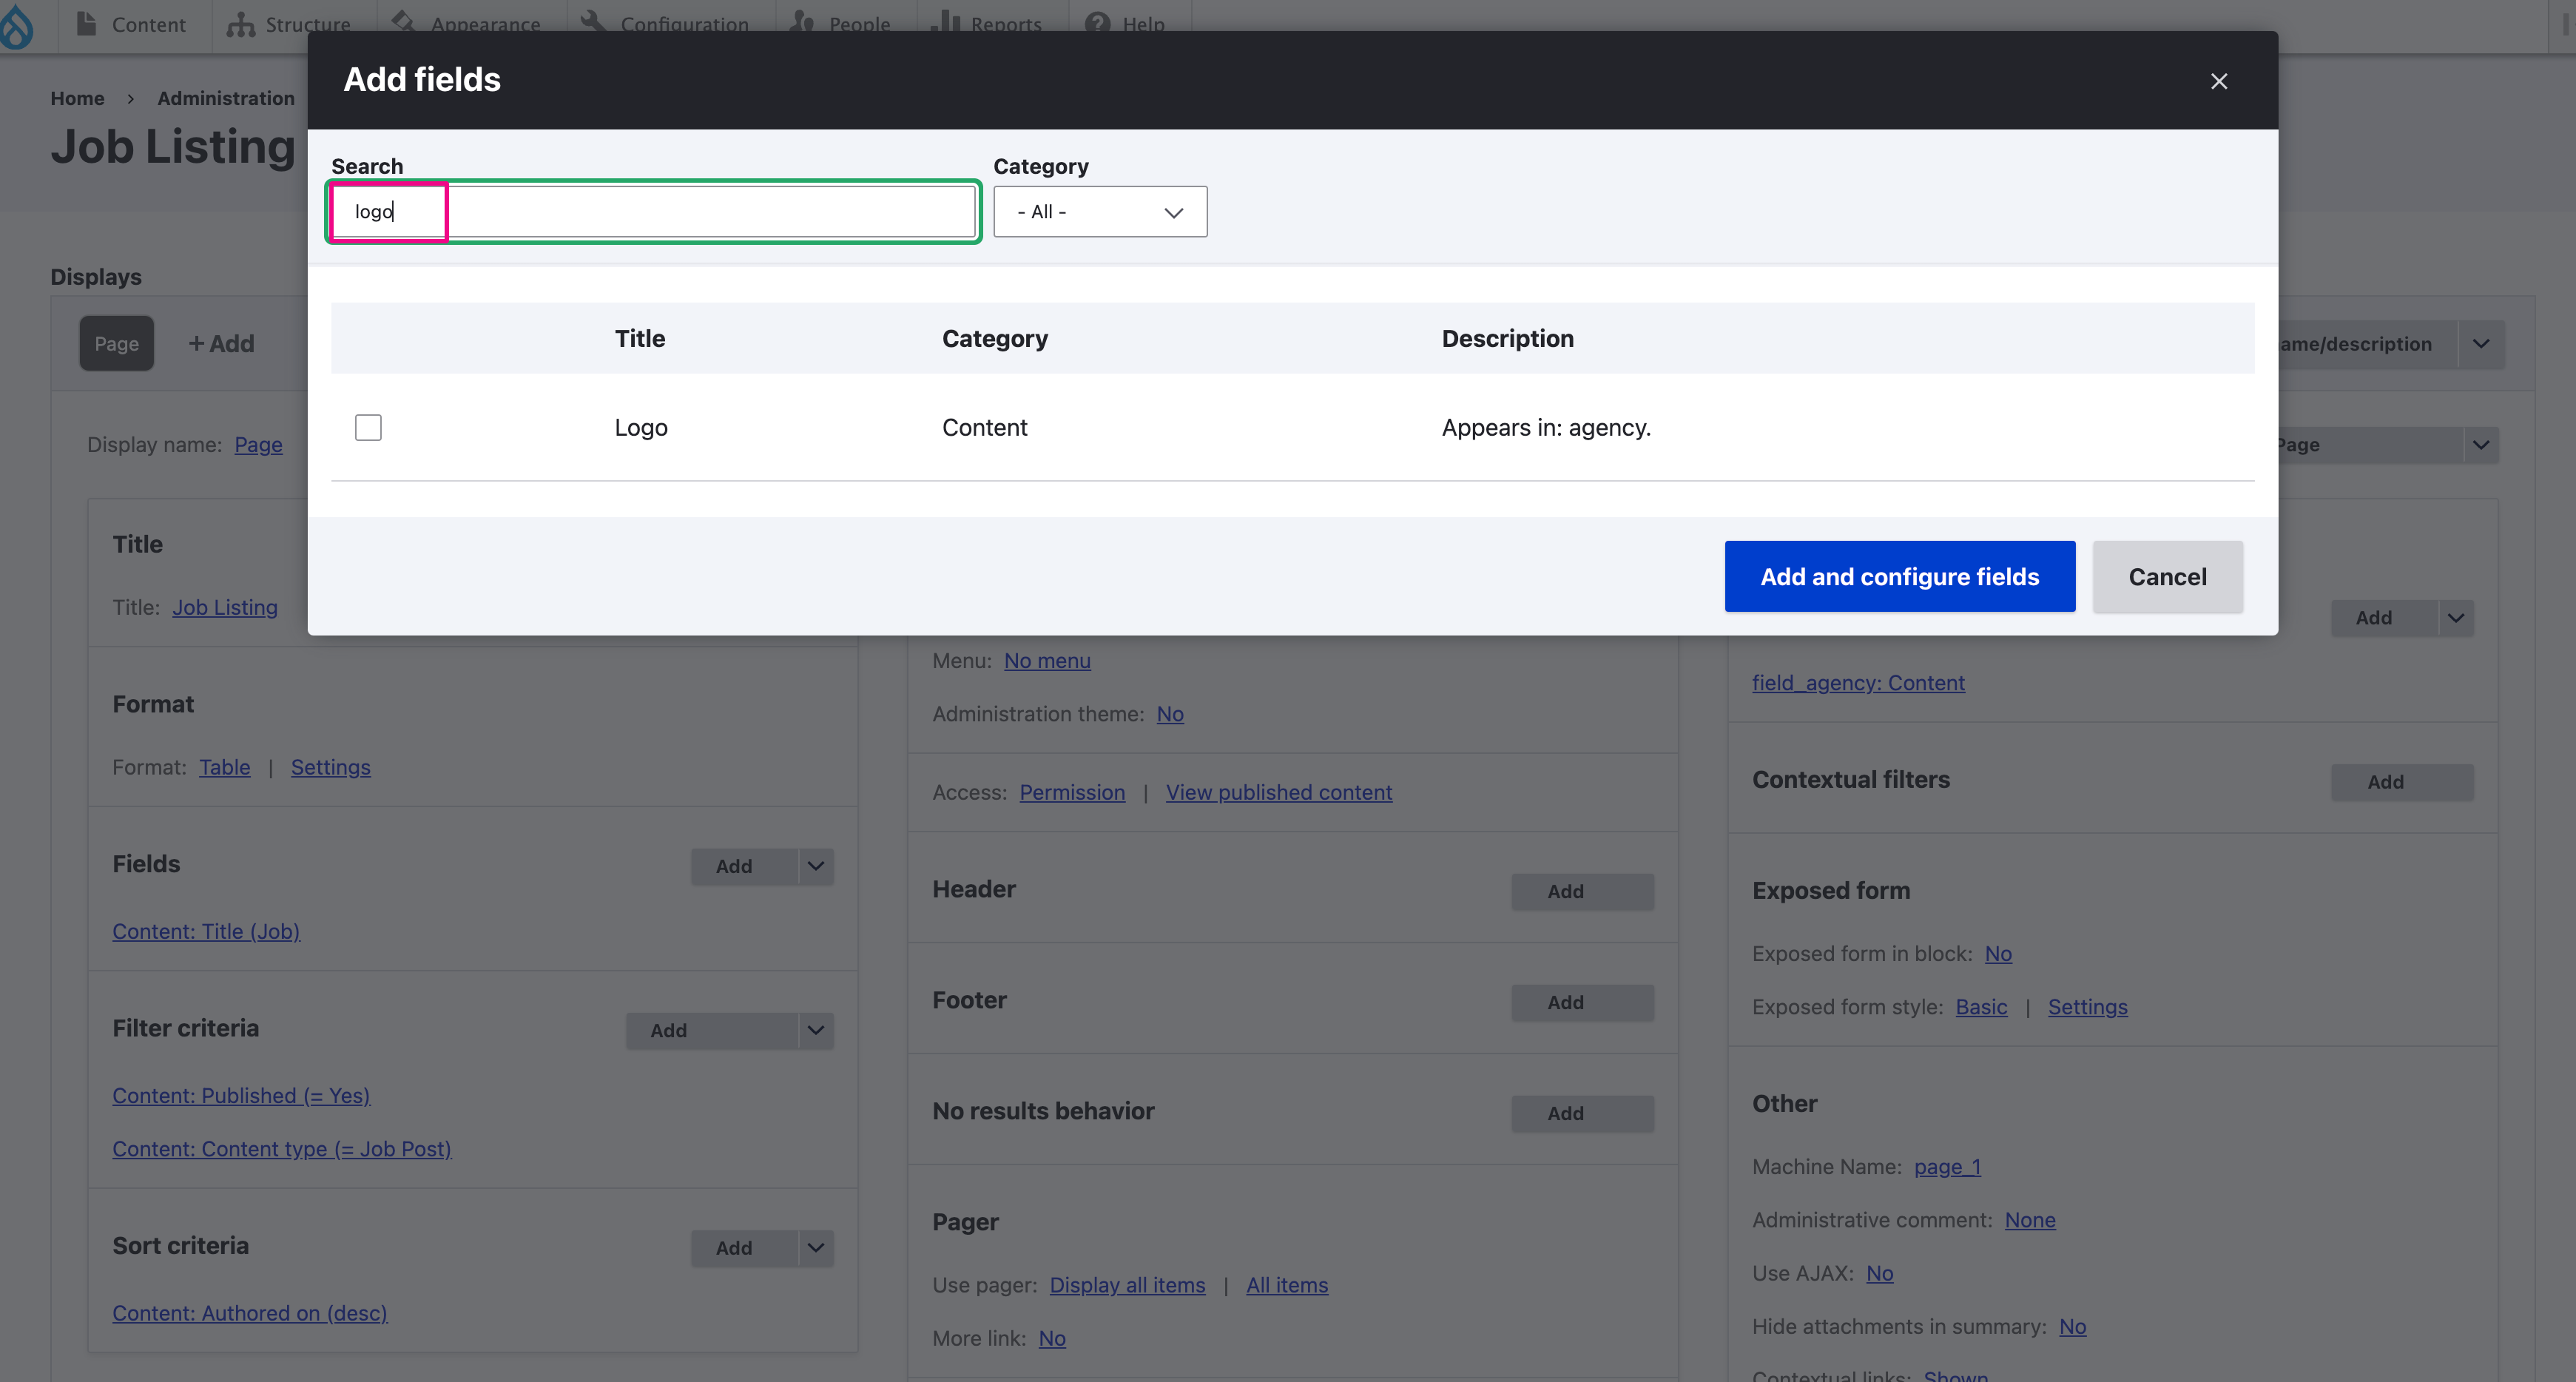 Content Structure Appearance Configuration People Reports Help
Add fields
Home › Administration
Job Listing
Search
Category
logo
- All -
Title Category Description
Logo Content Appears in: agency.
Add and configure fields
Cancel
Displays
Page
+ Add
ame/description
Display name: Page
Page
Title
Title: Job Listing
Format
Format: Table | Settings
Fields
Add
Content: Title (Job)
Filter criteria
Add
Content: Published (= Yes)
Content: Content type (= Job Post)
Sort criteria
Add
Content: Authored on (desc)
Menu: No menu
Administration theme: No
Access: Permission | View published content
Header
Add
Footer
Add
No results behavior
Add
Pager
Use pager: Display all items | All items
More link: No
Add
field_agency: Content
Contextual filters
Add
Exposed form
Exposed form in block: No
Exposed form style: Basic | Settings
Other
Machine Name: page_1
Administrative comment: None
Use AJAX: No
Hide attachments in summary: No
Contextual links: Shown